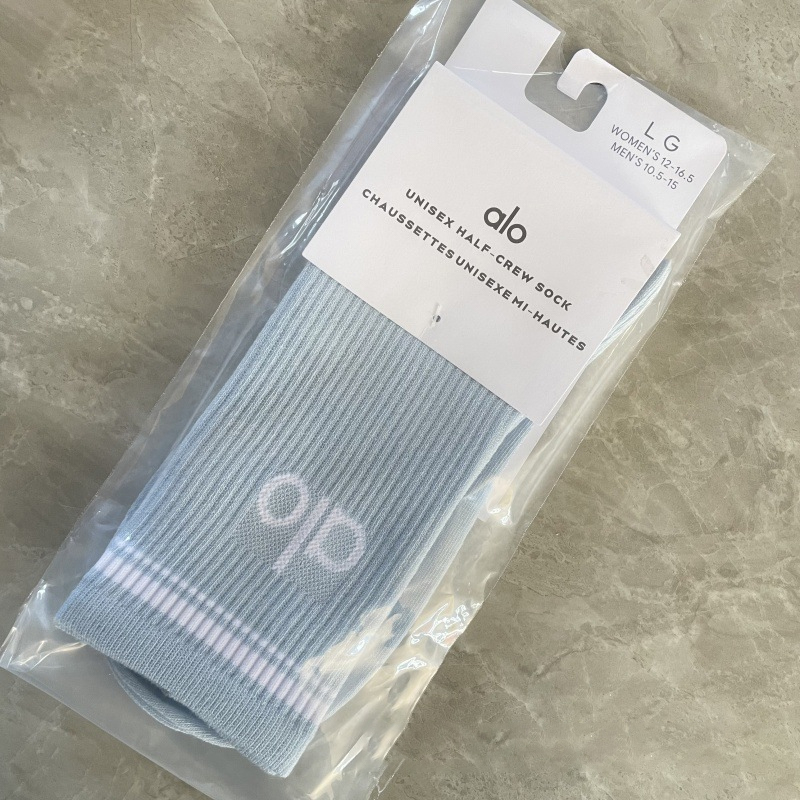 L G
WOMEN'S 12-16.5
MEN'S 10.5-15
alo
UNISEX HALF-CREW SOCK
CHAUSSETTES UNISEXE MI-HAUTES
alo